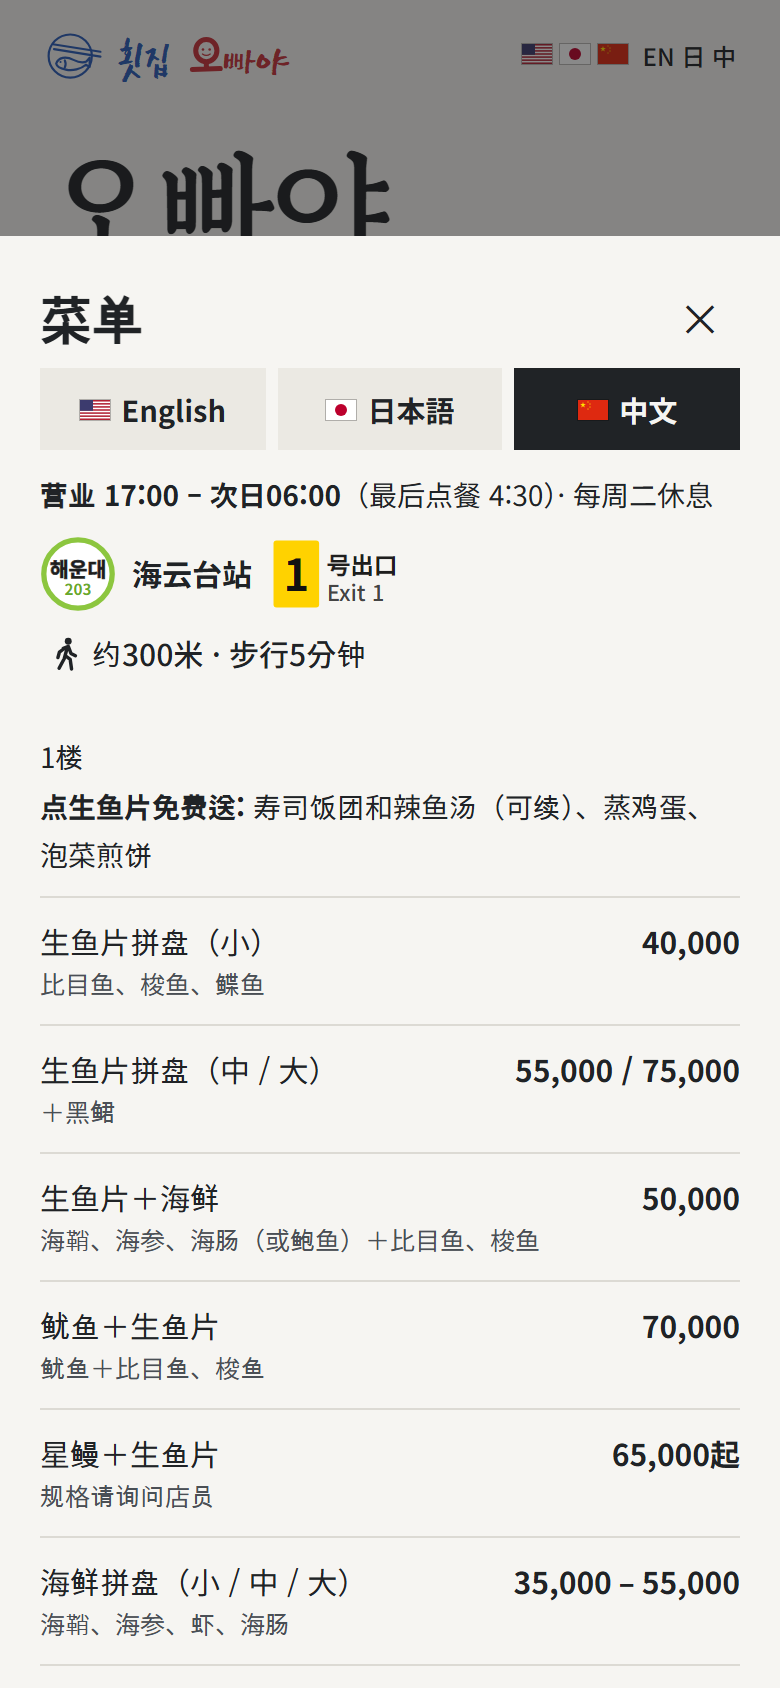 횟집 오빠야
EN 日 中
오빠야
菜单
English
日本語
中文
营业 17:00 – 次日06:00（最后点餐 4:30）· 每周二休息
해운대
203
海云台站
1
号出口
Exit 1
约300米 · 步行5分钟
1楼
点生鱼片免费送: 寿司饭团和辣鱼汤（可续）、蒸鸡蛋、
泡菜煎饼
生鱼片拼盘（小） 40,000
比目鱼、梭鱼、鲽鱼
生鱼片拼盘（中 / 大） 55,000 / 75,000
＋黑鲪
生鱼片＋海鲜 50,000
海鞘、海参、海肠（或鲍鱼）＋比目鱼、梭鱼
鱿鱼＋生鱼片 70,000
鱿鱼＋比目鱼、梭鱼
星鳗＋生鱼片 65,000起
规格请询问店员
海鲜拼盘（小 / 中 / 大） 35,000 – 55,000
海鞘、海参、虾、海肠